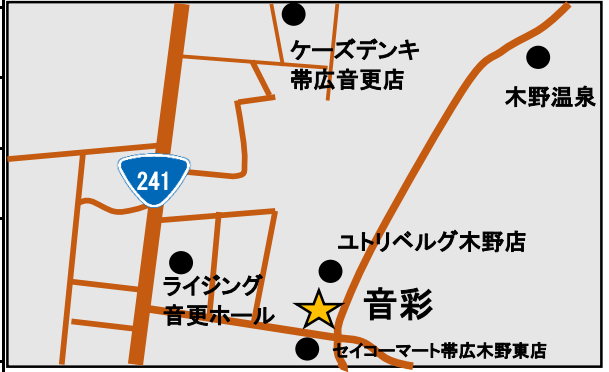 ケーズデンキ
帯広音更店
木野温泉
241
ユトリベルグ木野店
ライジング
音更ホール
音彩
セイコーマート帯広木野東店